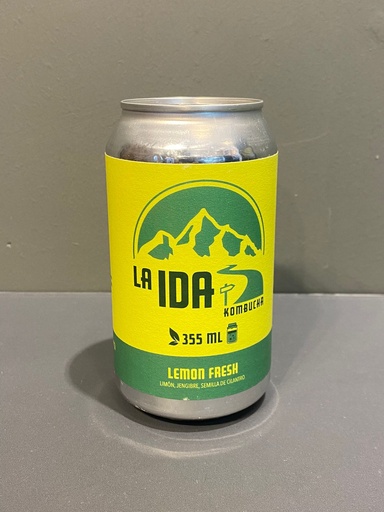 LA IDA
KOMBUCHA
355 ML
LEMON FRESH
LIMÓN, JENGIBRE, SEMILLA DE CILANTRO